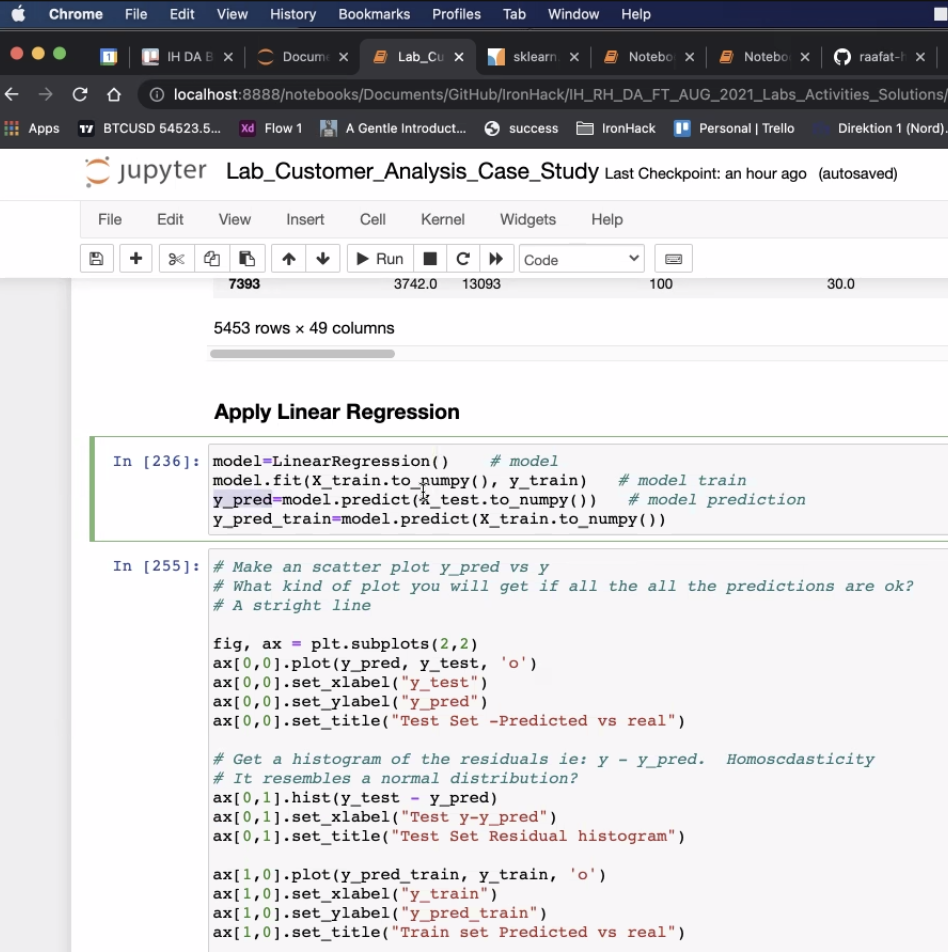 Chrome File Edit View History Bookmarks Profiles Tab Window Help
1 IH DA B Docume Lab_Cu sklearn. Notebo Notebo raafat-h
localhost:8888/notebooks/Documents/GitHub/IronHack/IH_RH_DA_FT_AUG_2021_Labs_Activities_Solutions/
Apps BTCUSD 54523.5... Xd Flow 1 A Gentle Introduct... success IronHack Personal | Trello Direktion 1 (Nord).
jupyter Lab_Customer_Analysis_Case_Study Last Checkpoint: an hour ago (autosaved)
File Edit View Insert Cell Kernel Widgets Help
Run Code
7393 3742.0 13093 100 30.0
5453 rows × 49 columns
Apply Linear Regression
In [236]: model=LinearRegression() # model
model.fit(X_train.to_numpy(), y_train) # model train
y_pred=model.predict(X_test.to_numpy()) # model prediction
y_pred_train=model.predict(X_train.to_numpy())
In [255]: # Make an scatter plot y_pred vs y
# What kind of plot you will get if all the all the predictions are ok?
# A stright line
fig, ax = plt.subplots(2,2)
ax[0,0].plot(y_pred, y_test, 'o')
ax[0,0].set_xlabel("y_test")
ax[0,0].set_ylabel("y_pred")
ax[0,0].set_title("Test Set -Predicted vs real")
# Get a histogram of the residuals ie: y - y_pred. Homoscdasticity
# It resembles a normal distribution?
ax[0,1].hist(y_test - y_pred)
ax[0,1].set_xlabel("Test y-y_pred")
ax[0,1].set_title("Test Set Residual histogram")
ax[1,0].plot(y_pred_train, y_train, 'o')
ax[1,0].set_xlabel("y_train")
ax[1,0].set_ylabel("y_pred_train")
ax[1,0].set_title("Train set Predicted vs real")